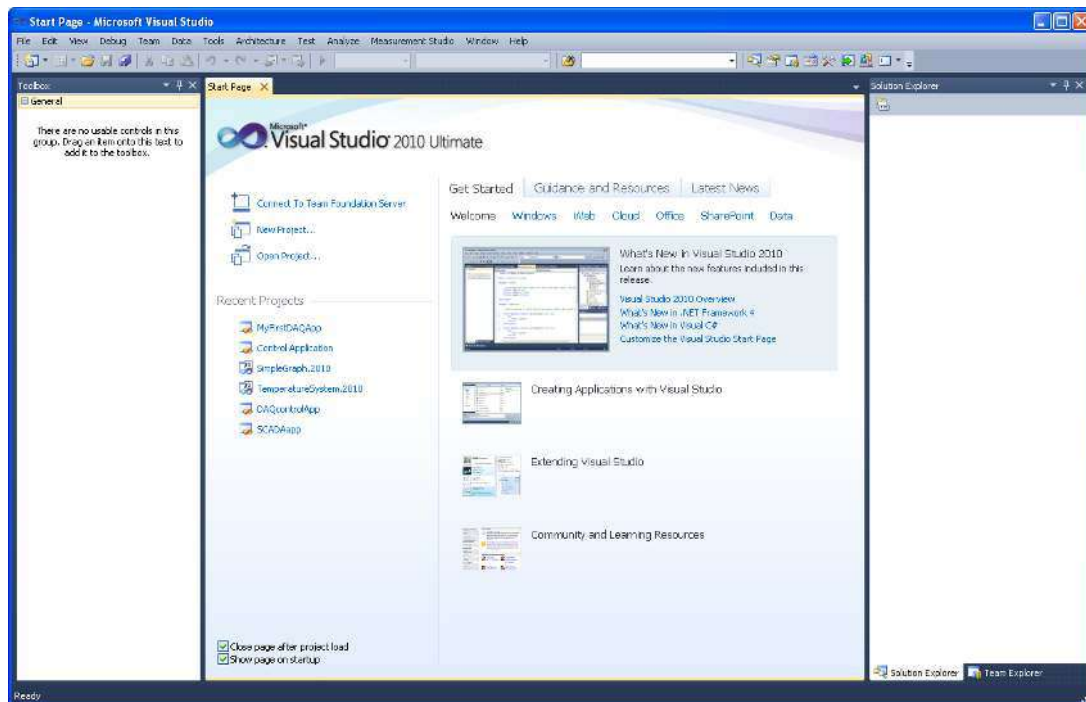 Start Page - Microsoft Visual Studio
File Edit View Debug Team Data Tools Architecture Test Analyze Measurement Studio Window Help
Toolbox
General
There are no usable controls in this
group. Drag an item onto this text to
add it to the toolbox.
Start Page
Microsoft
Visual Studio 2010 Ultimate
Connect To Team Foundation Server
New Project...
Open Project...
Recent Projects
MyFirstDAQApp
Control Application
SimpleGraph.2010
TemperatureSystem.2010
DAQcontrolApp
SCADAapp
Close page after project load
Show page on startup
Get Started Guidance and Resources Latest News
Welcome Windows Web Cloud Office SharePoint Data
What's New in Visual Studio 2010
Learn about the new features included in this
release.
Visual Studio 2010 Overview
What's New in .NET Framework 4
What's New in Visual C#
Customize the Visual Studio Start Page
Creating Applications with Visual Studio
Extending Visual Studio
Community and Learning Resources
Solution Explorer
Solution Explorer Team Explorer
Ready